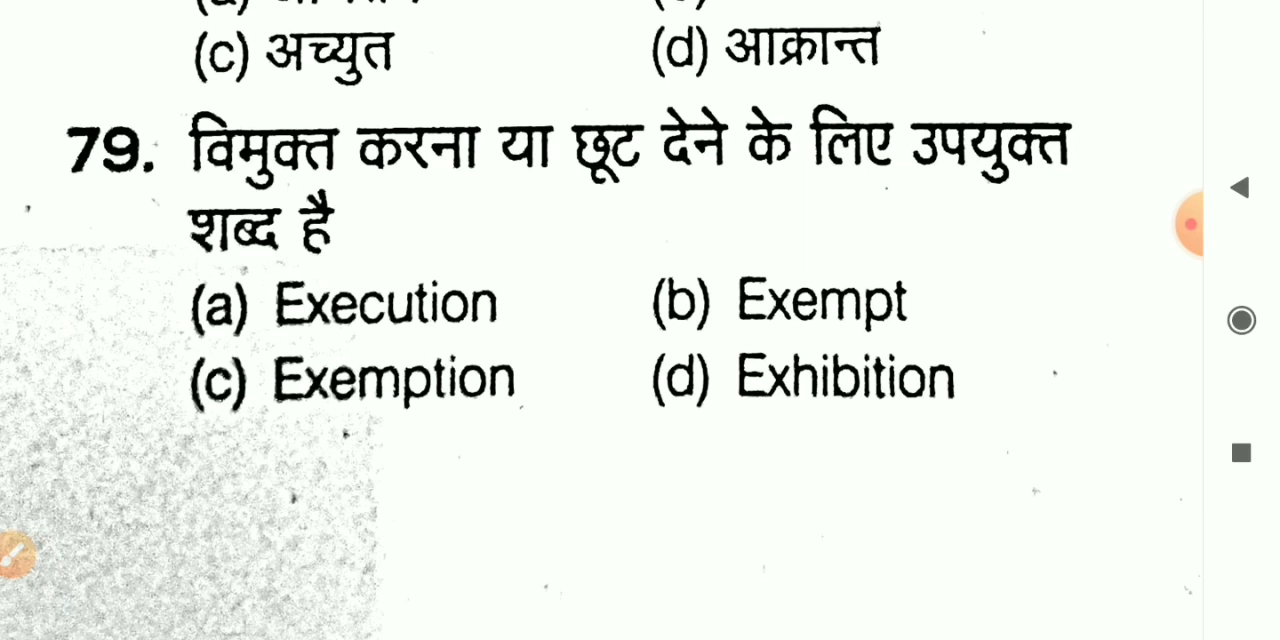 (c) अच्युत (d) आक्रान्त
79. विमुक्त करना या छूट देने के लिए उपयुक्त
शब्द है
(a) Execution (b) Exempt
(c) Exemption (d) Exhibition